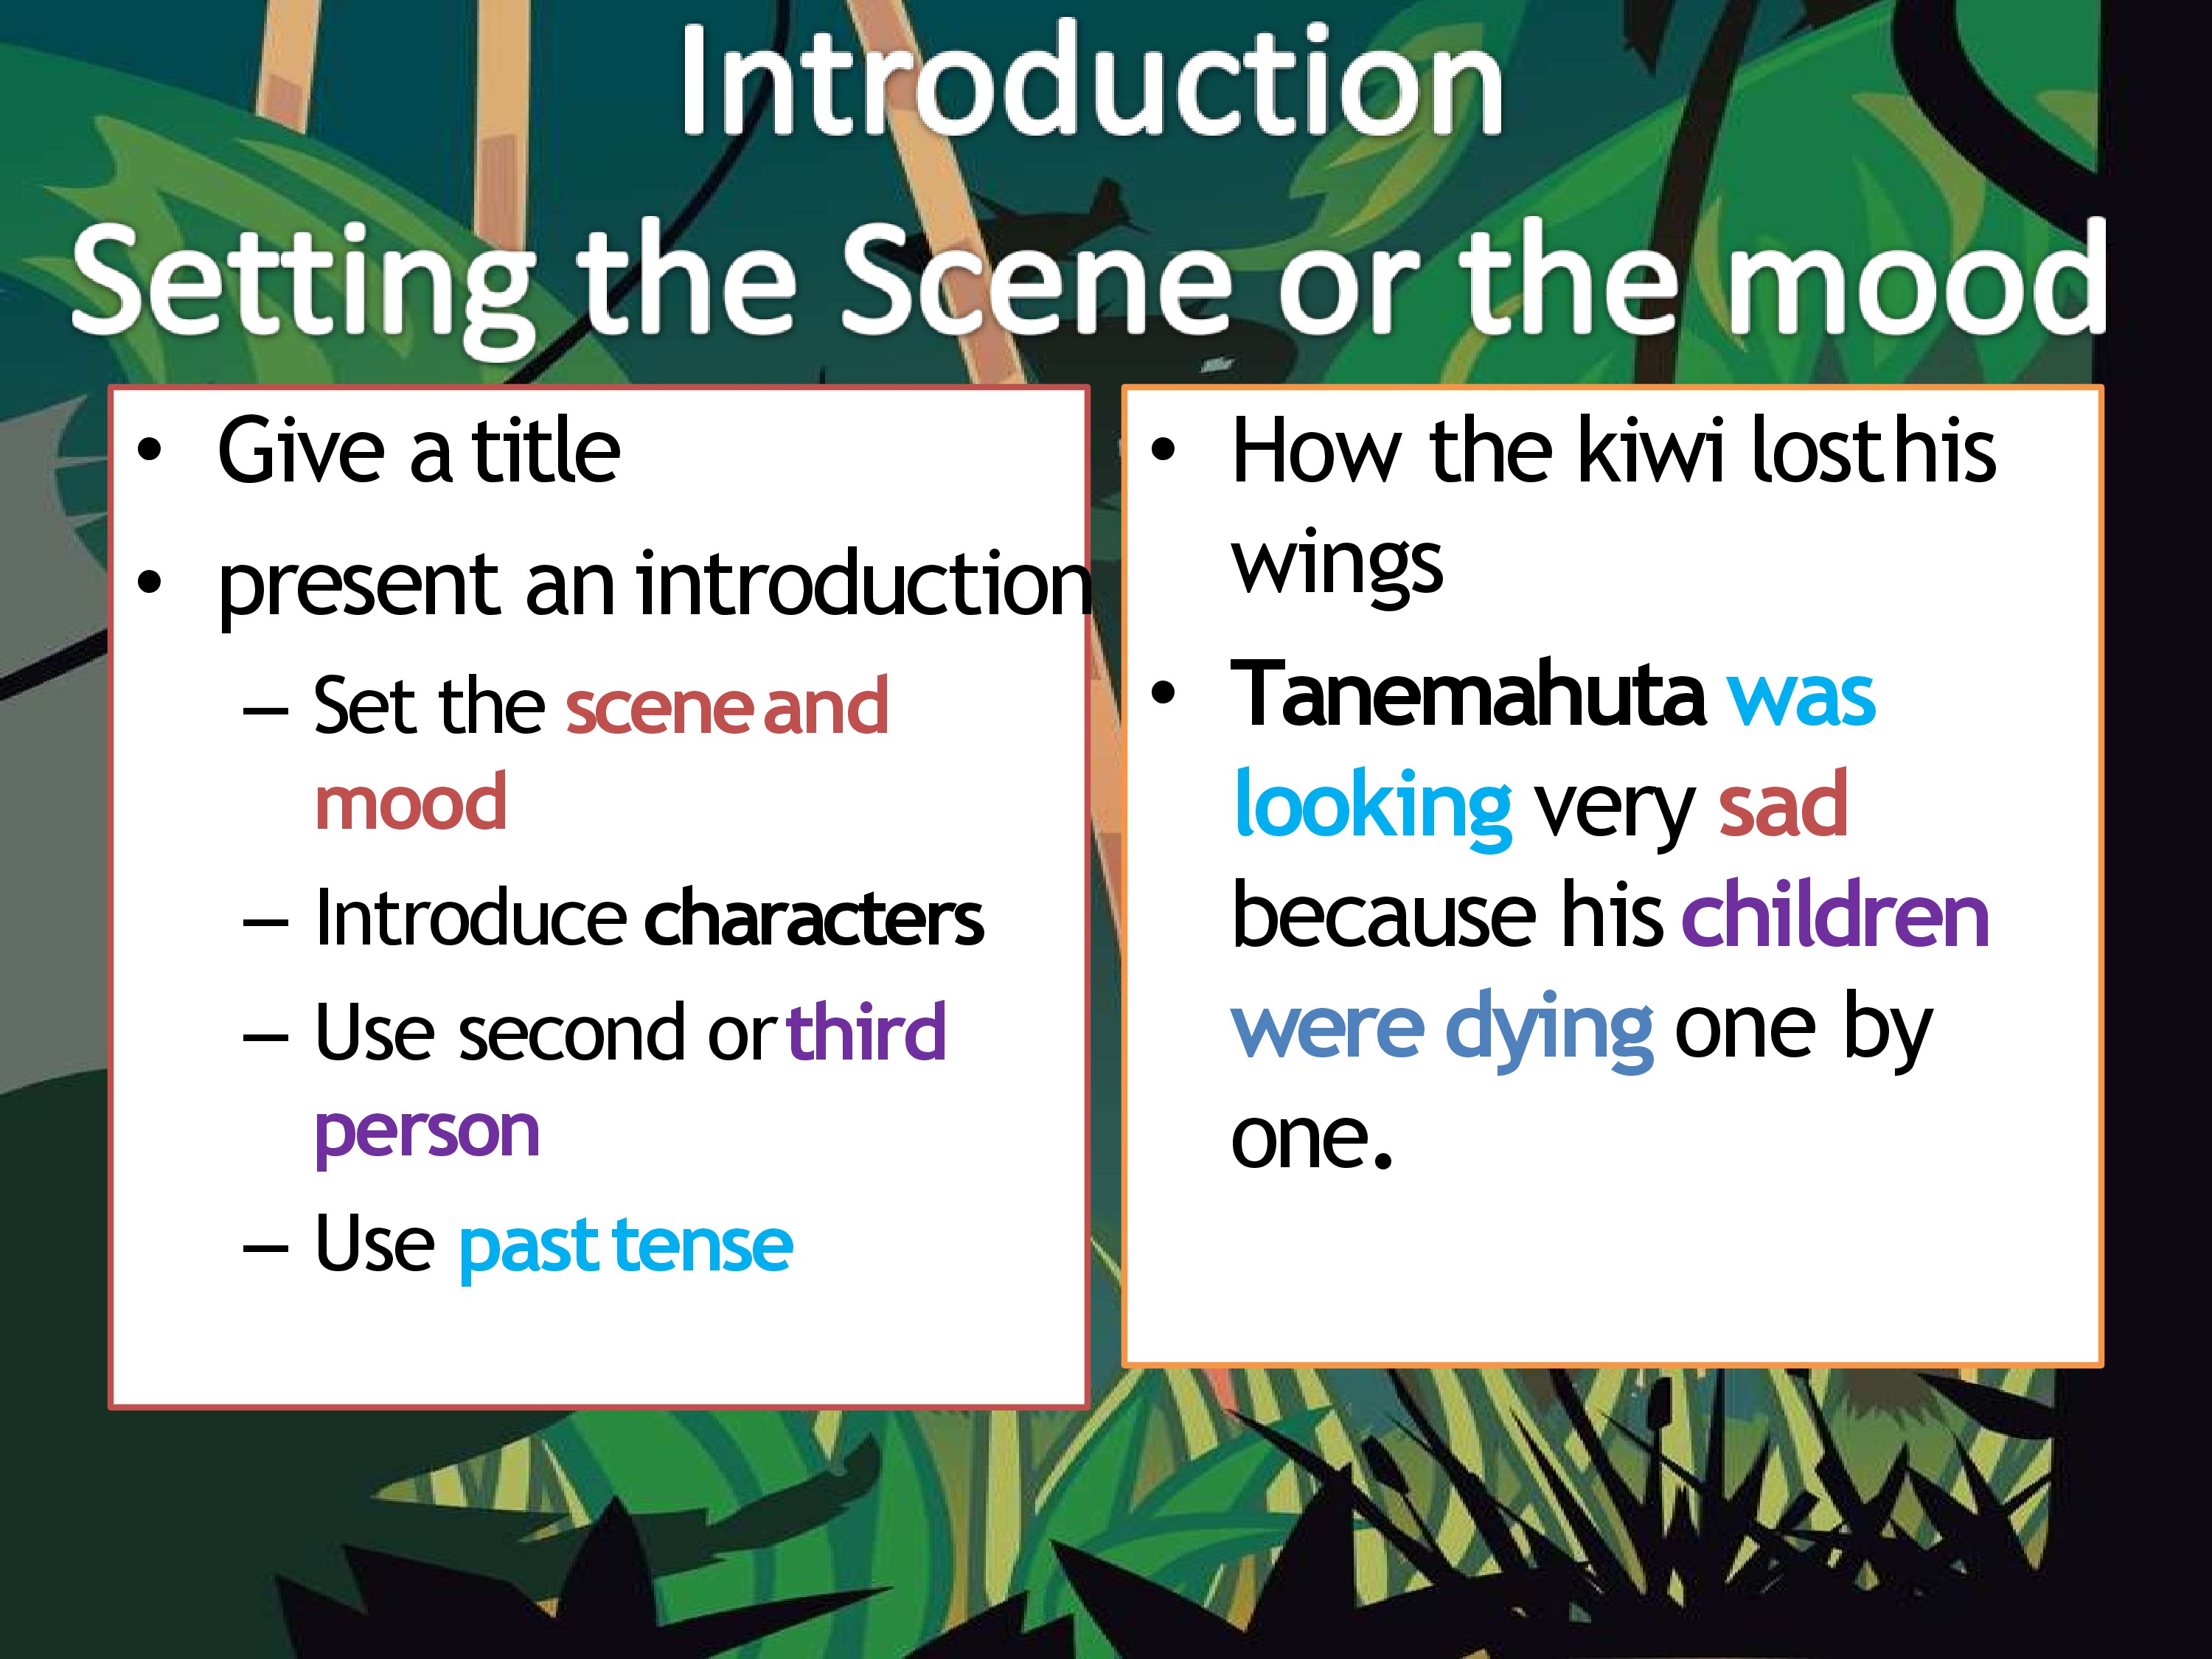 Introduction
Setting the Scene or the mood
• Give a title
• present an introduction
– Set the scene and
mood
– Introduce characters
– Use second or third
person
– Use past tense
• How the kiwi lost his
wings
• Tanemahuta was
looking very sad
because his children
were dying one by
one.